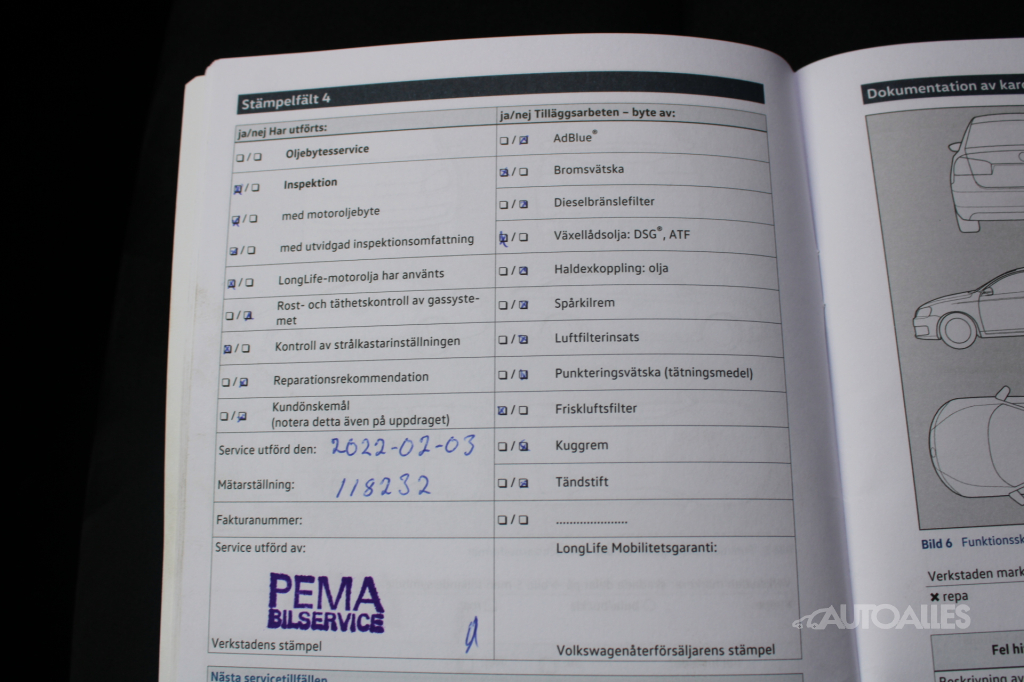 Stämpelfält 4
ja/nej Har utförts:
Oljebytesservice
Inspektion
med motoroljebyte
med utvidgad inspektionsomfattning
LongLife-motorolja har använts
Rost- och täthetskontroll av gassyste-
met
Kontroll av strålkastarinställningen
Reparationsrekommendation
Kundönskemål
(notera detta även på uppdraget)
Service utförd den: 2022-02-03
Mätarställning: 118232
Fakturanummer:
Service utförd av:
PEMA
BILSERVICE
Verkstadens stämpel
ja/nej Tilläggsarbeten – byte av:
AdBlue®
Bromsvätska
Dieselbränslefilter
Växellådsolja: DSG®, ATF
Haldexkoppling: olja
Spårkilrem
Luftfilterinsats
Punkteringsvätska (tätningsmedel)
Friskluftsfilter
Kuggrem
Tändstift
.....................
LongLife Mobilitetsgaranti:
Volkswagenåterförsäljarens stämpel
Nästa servicetillfällen
Dokumentation av
Bild 6
Verkstaden
repa
Fel
Beskrivning av
AUTOALLES